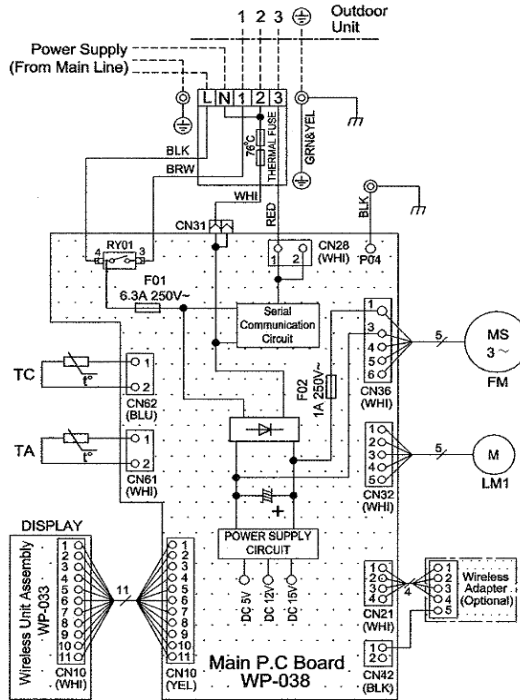 1 2 3
Outdoor
Unit
Power Supply
(From Main Line)
L N 1 2 3
76°C
THERMAL FUSE
GRN&YEL
BLK
BRW
WHI
RED
BLK
CN31
RY01
4 3
CN28
(WHI)
1 2
P04
F01
6.3A 250V~
Serial
Communication
Circuit
F02
1A 250V~
1
3
4
5
6
CN36
(WHI)
5
MS
3 ~
FM
TC
t°
1
2
CN62
(BLU)
TA
t°
1
2
CN61
(WHI)
1
2
3
4
5
CN32
(WHI)
5
M
LM1
+
POWER SUPPLY
CIRCUIT
DC 5V
DC 12V
DC 15V
DISPLAY
Wireless Unit Assembly
WP-033
1
2
3
4
5
6
7
8
9
10
11
CN10
(WHI)
11
1
2
3
4
5
6
7
8
9
10
11
CN10
(YEL)
1
2
3
4
CN21
(WHI)
4
1
2
3
4
5
Wireless
Adapter
(Optional)
1
2
CN42
(BLK)
Main P.C Board
WP-038